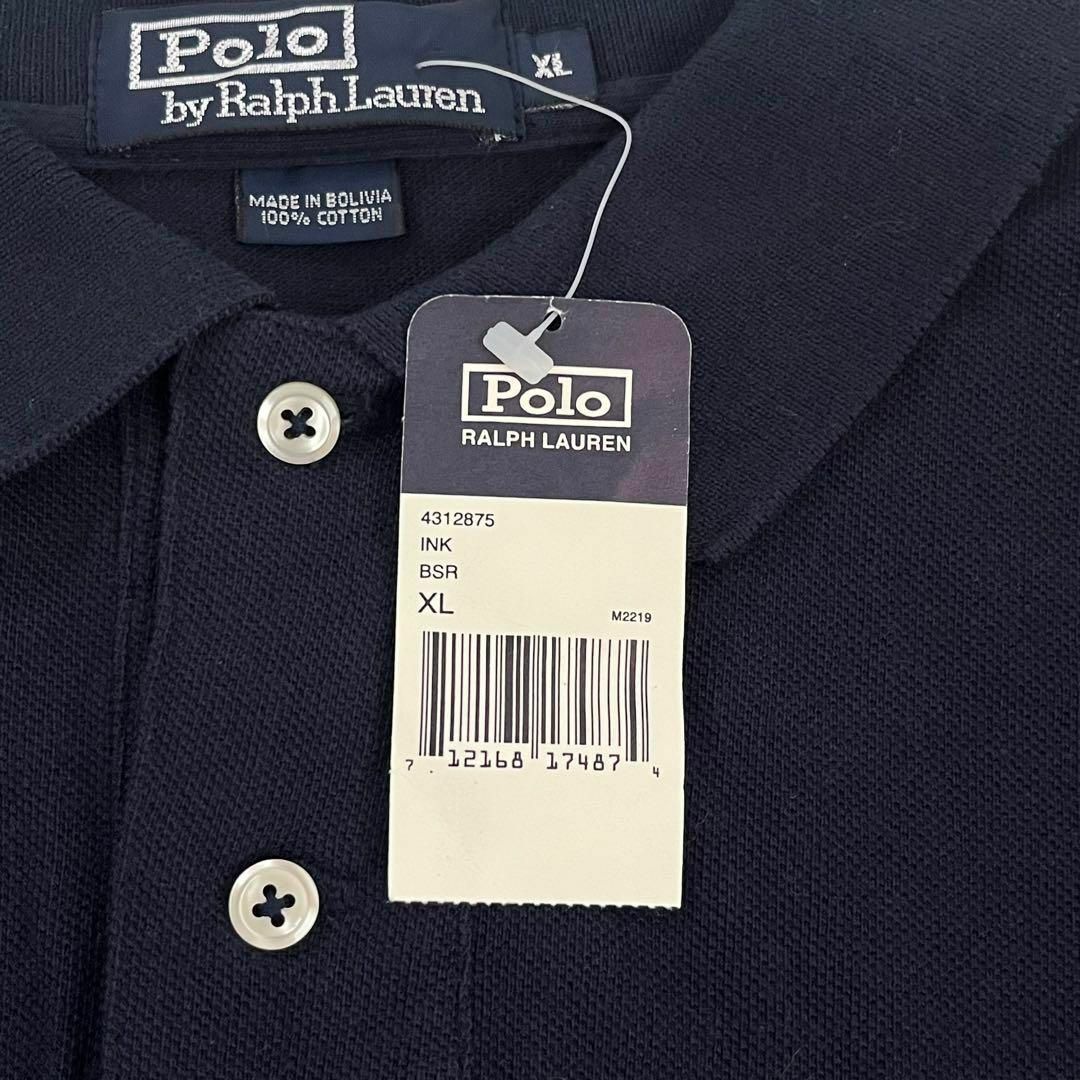 Polo
by Ralph Lauren
XL
MADE IN BOLIVIA
100% COTTON
Polo
RALPH LAUREN
4312875
INK
BSR
XL
M2219
7 12168 17487 4